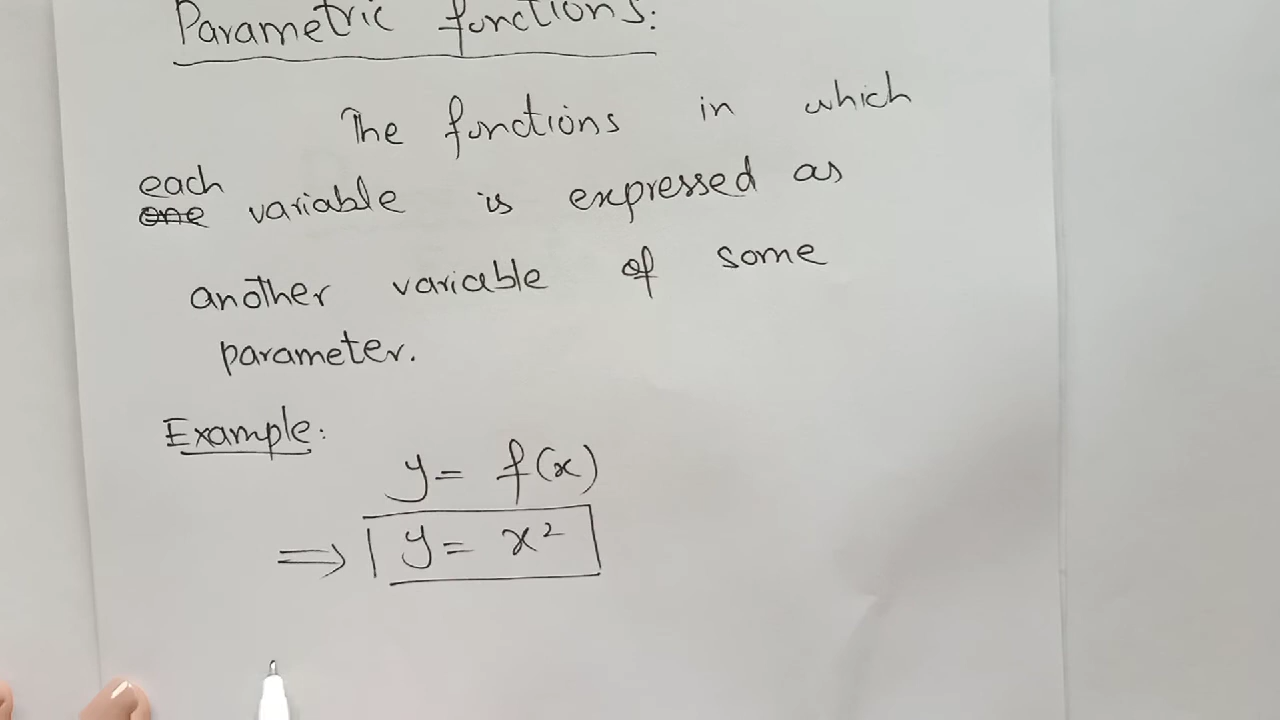 Parametric functions:
The functions in which
each
one variable is expressed as
another variable of some
parameter.
Example:
y = f(x)
⇒ y = x²